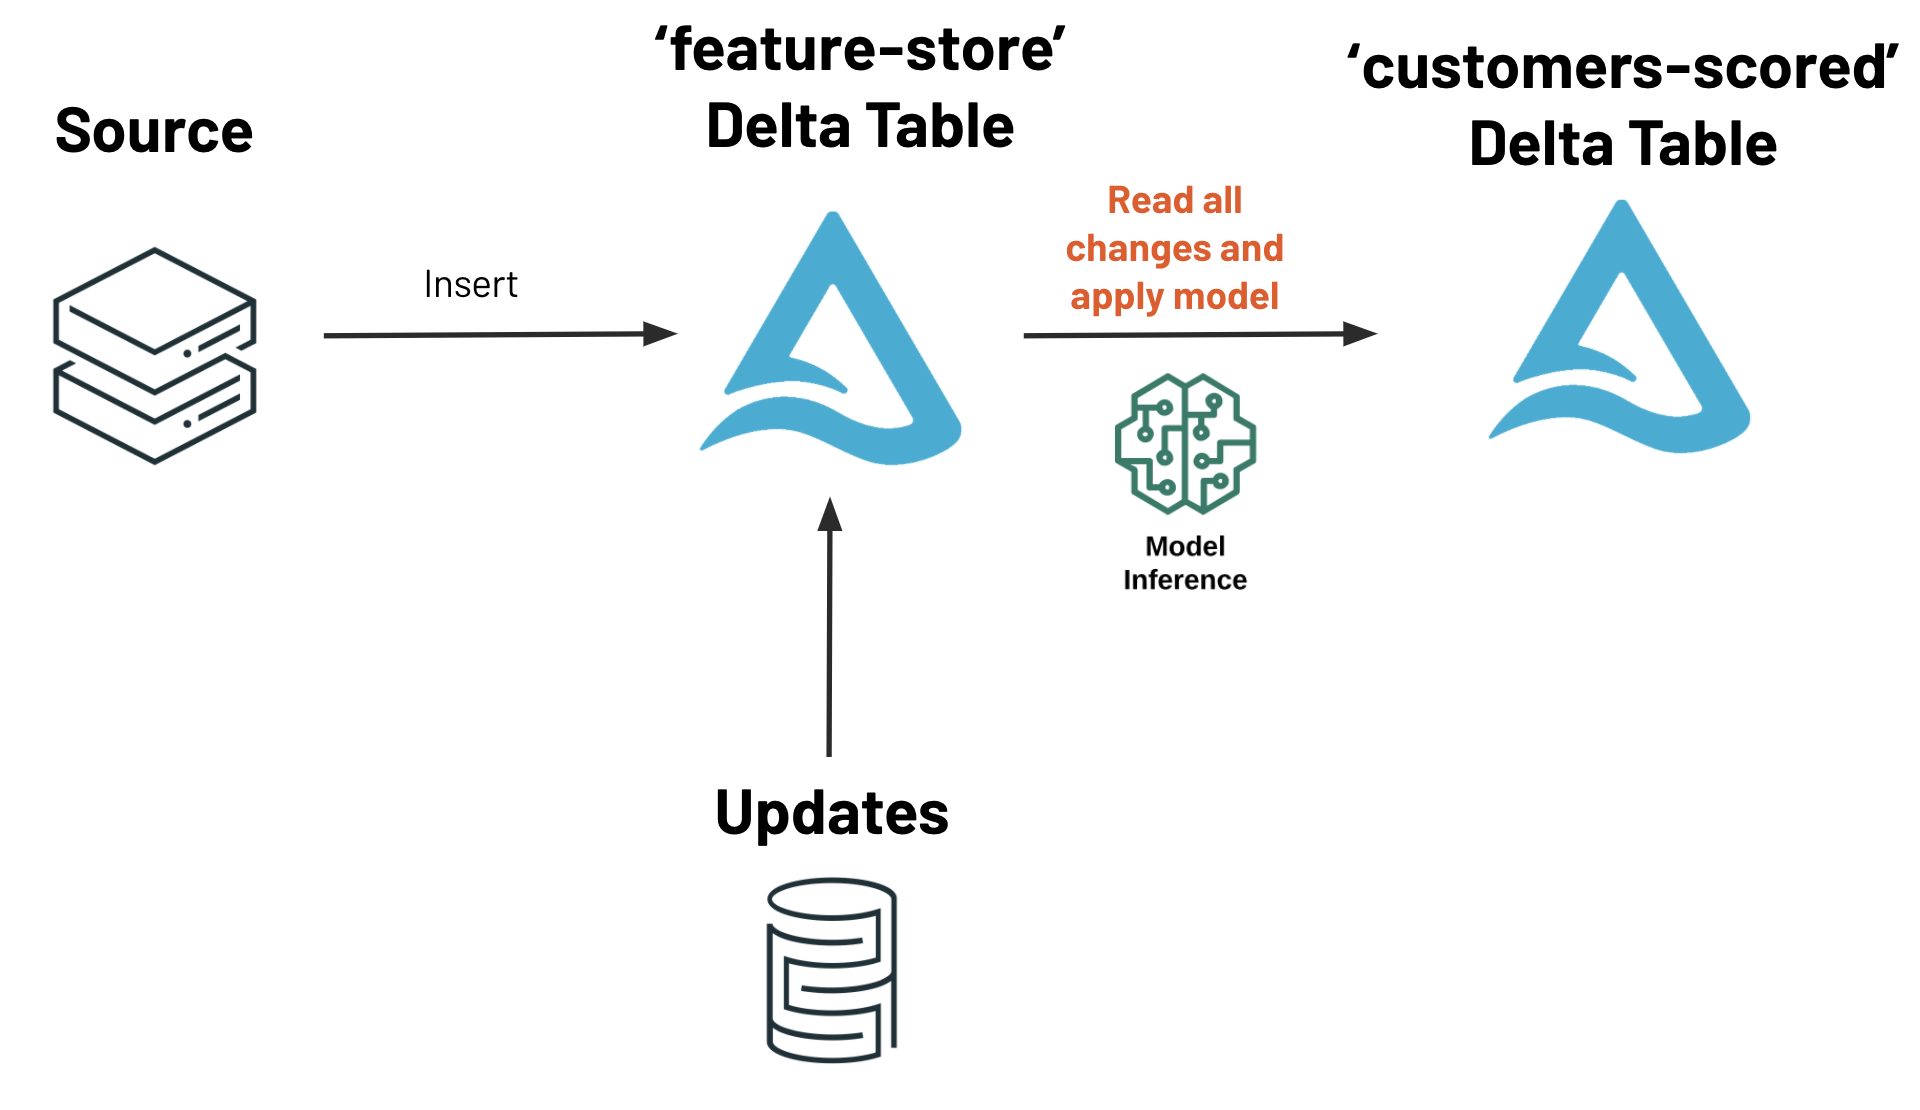 Source
‘feature-store’
Delta Table
‘customers-scored’
Delta Table
Insert
Read all
changes and
apply model
Model
Inference
Updates